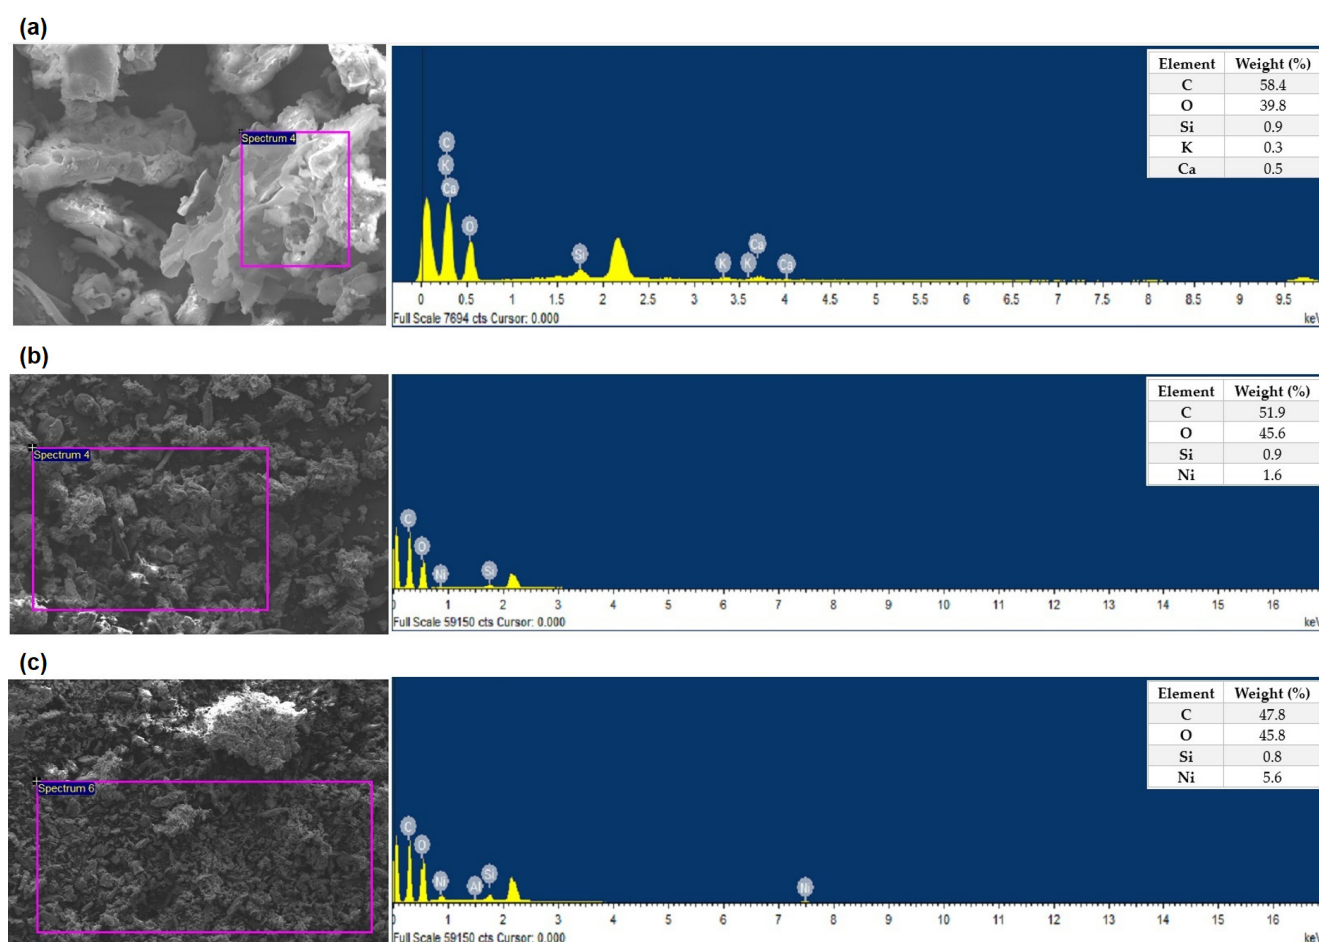 (a)
Spectrum 4
C
K
Ca
O
Si
K
K
Ca
Ca
0 0.5 1 1.5 2 2.5 3 3.5 4 4.5 5 5.5 6 6.5 7 7.5 8 8.5 9 9.5
Full Scale 7694 cts Cursor: 0.000 keV
Element Weight (%)
C 58.4
O 39.8
Si 0.9
K 0.3
Ca 0.5
(b)
Spectrum 4
C
O
Ni
Si
0 1 2 3 4 5 6 7 8 9 10 11 12 13 14 15 16
Full Scale 59150 cts Cursor: 0.000 keV
Element Weight (%)
C 51.9
O 45.6
Si 0.9
Ni 1.6
(c)
Spectrum 6
C
O
Ni
Al
Si
Ni
0 1 2 3 4 5 6 7 8 9 10 11 12 13 14 15 16
Full Scale 59150 cts Cursor: 0.000 keV
Element Weight (%)
C 47.8
O 45.8
Si 0.8
Ni 5.6